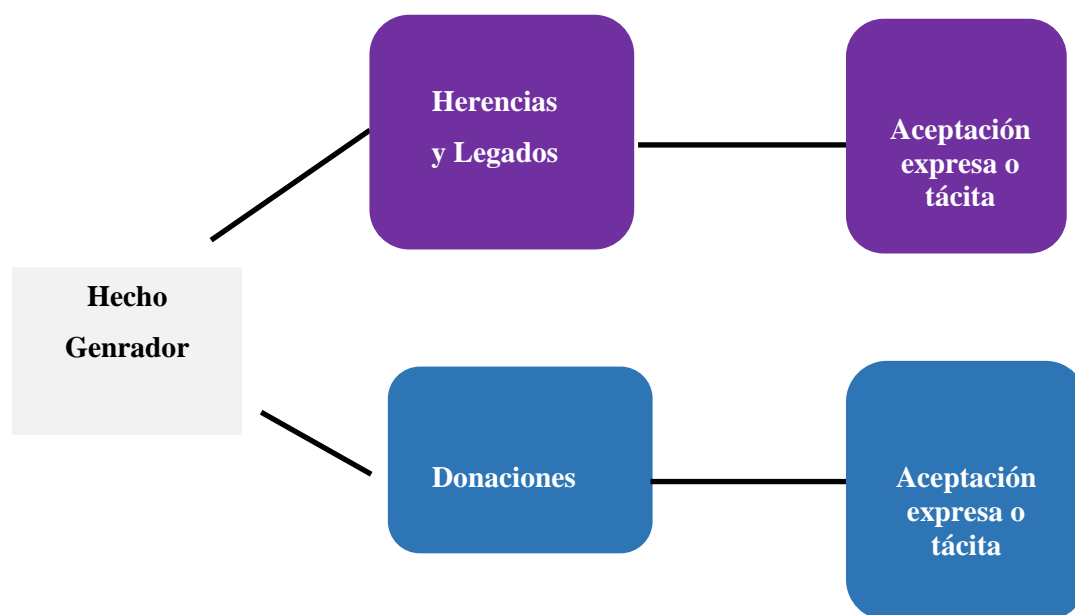 Herencias
y Legados
Aceptación
expresa o
tácita
Hecho
Genrador
Donaciones
Aceptación
expresa o
tácita